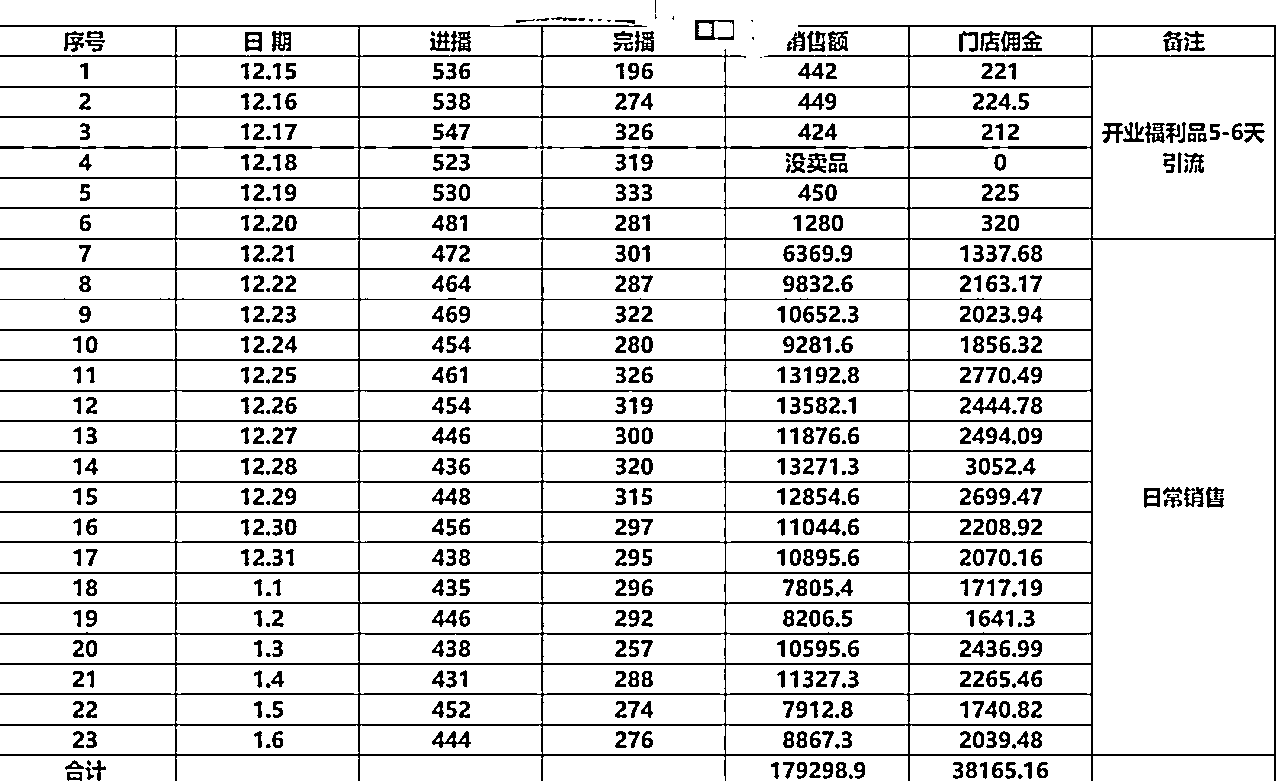 序号 日 期 进播 完播 销售额 门店佣金 备注
1 12.15 536 196 442 221
2 12.16 538 274 449 224.5
3 12.17 547 326 424 212
4 12.18 523 319 没卖品 0
5 12.19 530 333 450 225
6 12.20 481 281 1280 320
开业福利品5-6天
引流
7 12.21 472 301 6369.9 1337.68
8 12.22 464 287 9832.6 2163.17
9 12.23 469 322 10652.3 2023.94
10 12.24 454 280 9281.6 1856.32
11 12.25 461 326 13192.8 2770.49
12 12.26 454 319 13582.1 2444.78
13 12.27 446 300 11876.6 2494.09
14 12.28 436 320 13271.3 3052.4
15 12.29 448 315 12854.6 2699.47
16 12.30 456 297 11044.6 2208.92
17 12.31 438 295 10895.6 2070.16
18 1.1 435 296 7805.4 1717.19
19 1.2 446 292 8206.5 1641.3
20 1.3 438 257 10595.6 2436.99
21 1.4 431 288 11327.3 2265.46
22 1.5 452 274 7912.8 1740.82
23 1.6 444 276 8867.3 2039.48
日常销售
合计 179298.9 38165.16